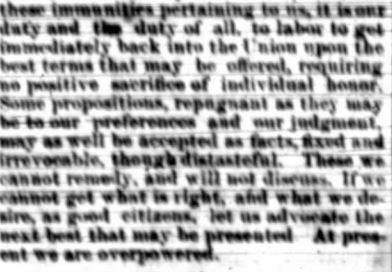 these immunities pertaining to us, it is our
duty and the duty of all, to labor to get
immediately back into the Union upon the
best terms that may be offered, requiring
no positive sacrifice of individual honor.
Some propositions, repugnant as they may
be to our preferences and our judgment,
may as well be accepted as facts, fixed and
irrevocable, though distasteful. These we
cannot remedy, and will not discuss. If we
cannot get what is right, and what we de-
sire, as good citizens, let us advocate the
next best that may be presented At pres-
ent we are overpowered.